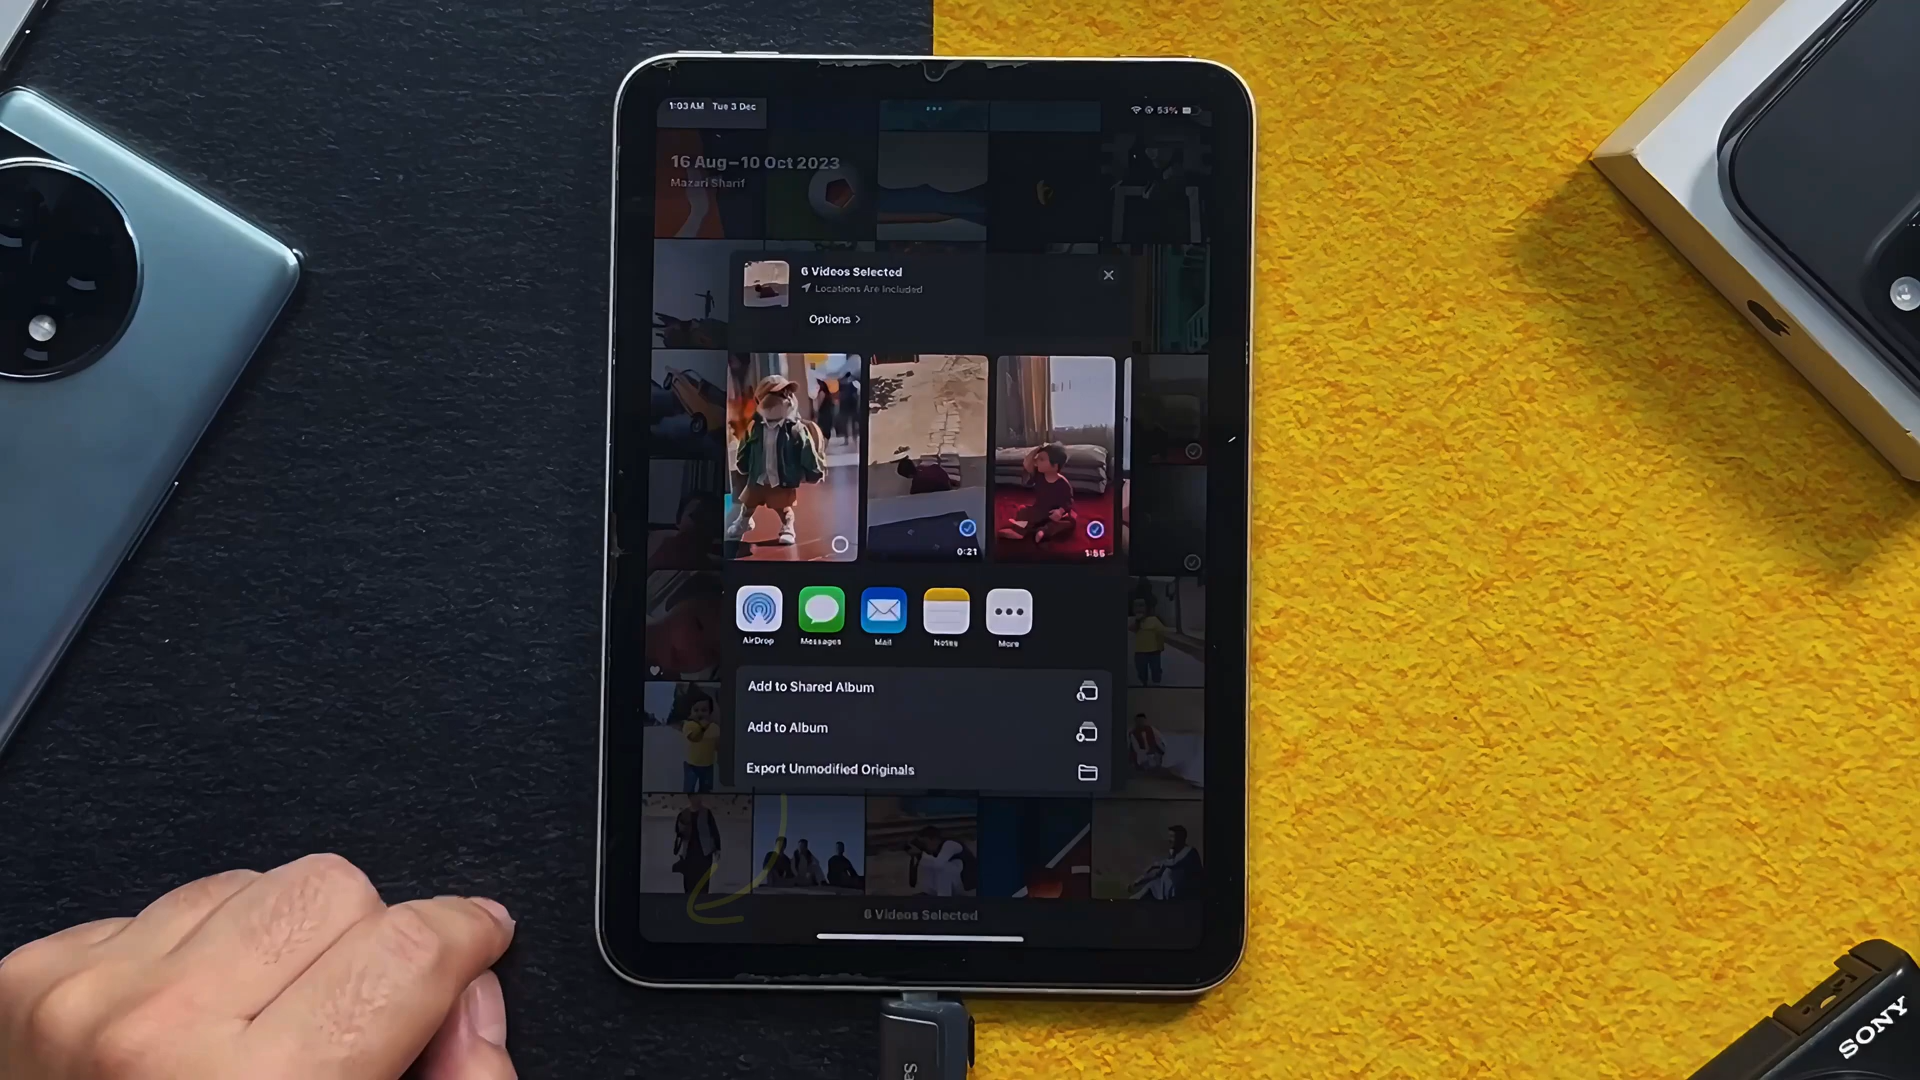 1:03 AM Tue 3 Dec
53%
16 Aug–10 Oct 2023
Mazari Sharif
6 Videos Selected
Locations Are Included
Options
0:21
1:55
AirDrop
Messages
Mail
Notes
More
Add to Shared Album
Add to Album
Export Unmodified Originals
6 Videos Selected
SONY